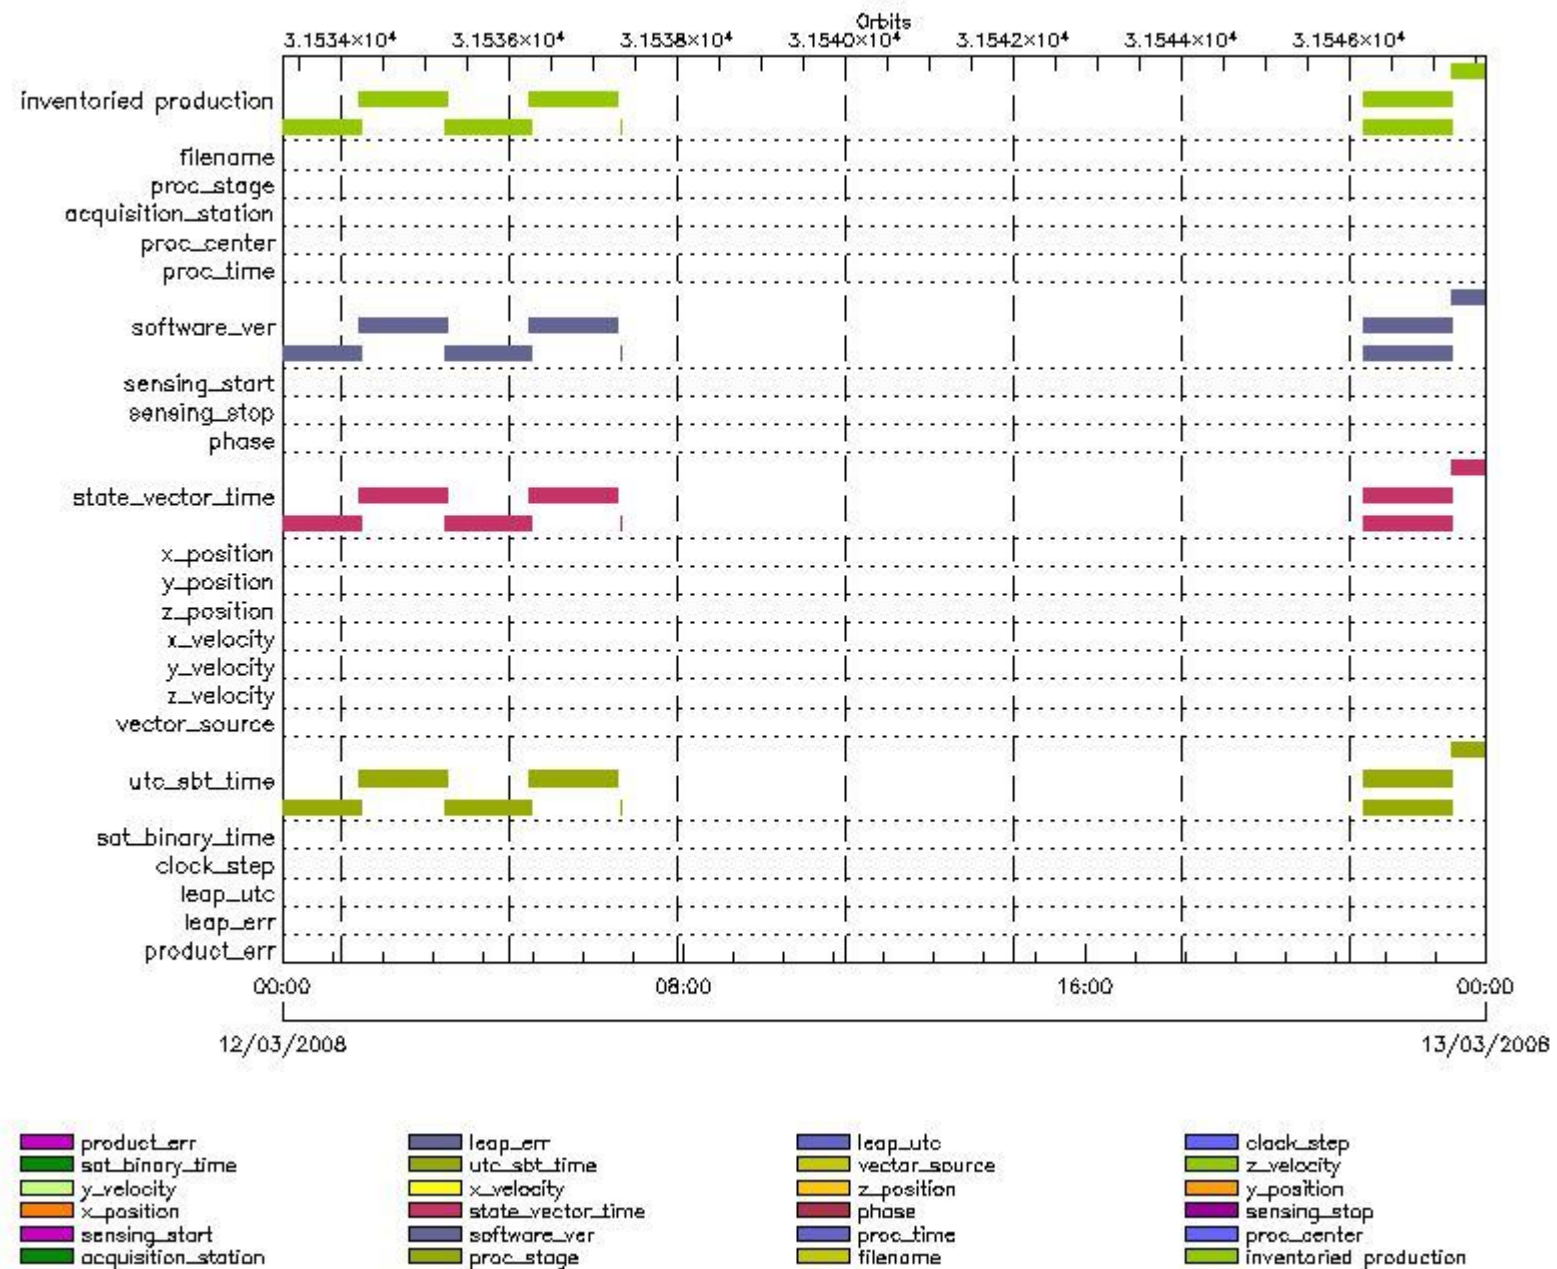 Orbits
3.1534×10⁴ 3.1536×10⁴ 3.1538×10⁴ 3.1540×10⁴ 3.1542×10⁴ 3.1544×10⁴ 3.1546×10⁴
inventoried production
filename
proc_stage
acquisition_station
proc_center
proc_time
software_ver
sensing_start
sensing_stop
phase
state_vector_time
x_position
y_position
z_position
x_velocity
y_velocity
z_velocity
vector_source
utc_sbt_time
sat_binary_time
clock_step
leap_utc
leap_err
product_err
00:00 08:00 16:00 00:00
12/03/2008 13/03/2008
product_err leap_err leap_utc clock_step
sat_binary_time utc_sbt_time vector_source z_velocity
y_velocity x_velocity z_position y_position
x_position state_vector_time phase sensing_stop
sensing_start software_ver proc_time proc_center
acquisition_station proc_stage filename inventoried production